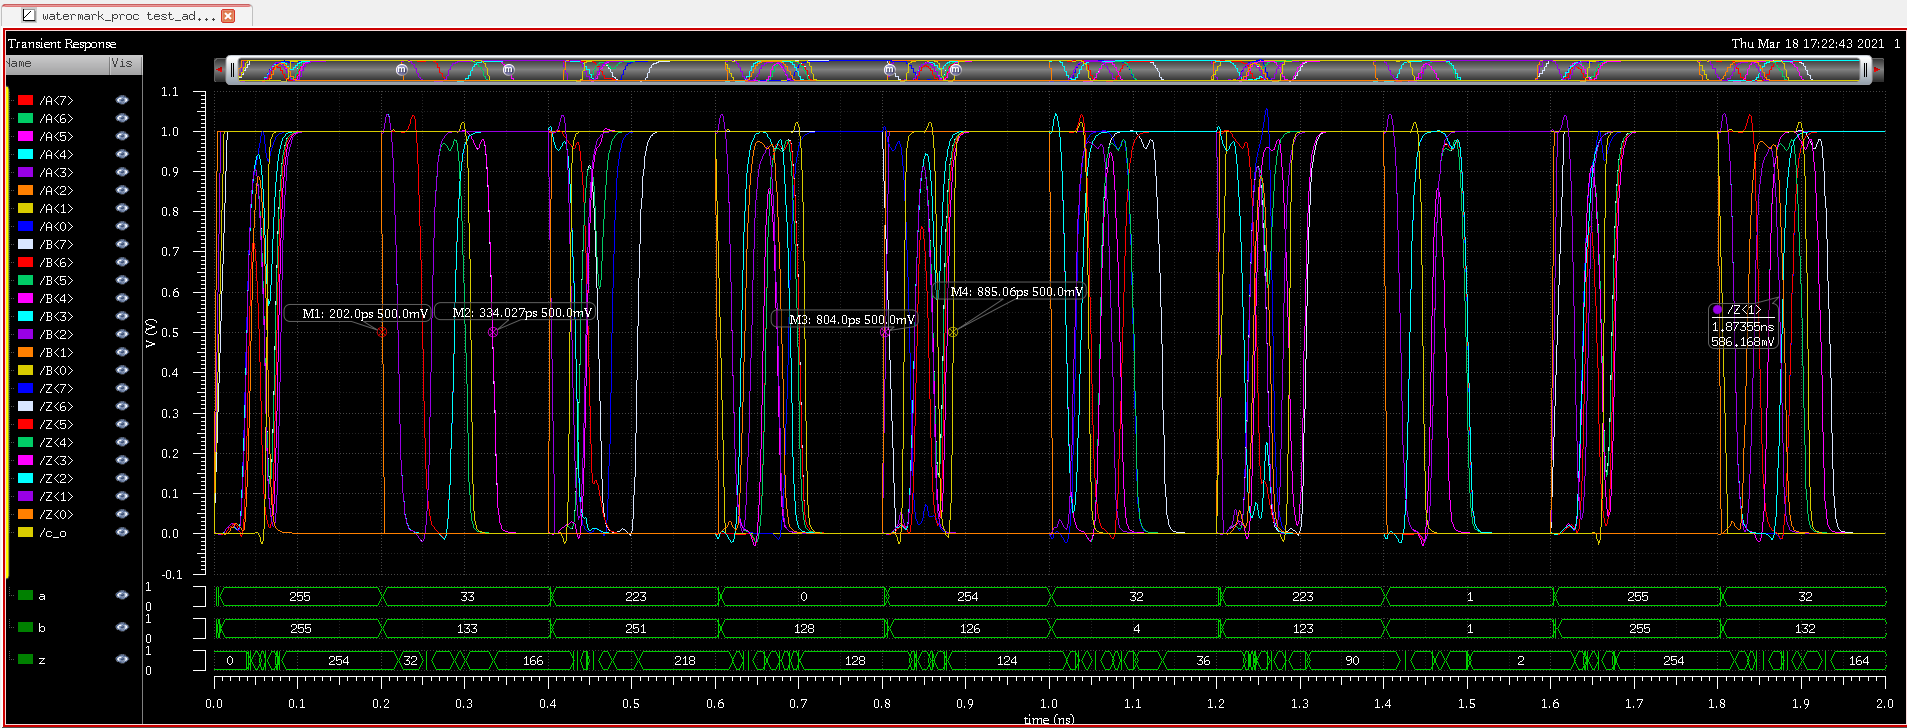 watermark_proc test_ad...
Transient Response
Thu Mar 18 17:22:43 2021 1
Name Vis
/A<7>
/A<6>
/A<5>
/A<4>
/A<3>
/A<2>
/A<1>
/A<0>
/B<7>
/B<6>
/B<5>
/B<4>
/B<3>
/B<2>
/B<1>
/B<0>
/Z<7>
/Z<6>
/Z<5>
/Z<4>
/Z<3>
/Z<2>
/Z<1>
/Z<0>
/c_o
V (V)
1.1
1.0
0.9
0.8
0.7
0.6
0.5
0.4
0.3
0.2
0.1
0.0
-0.1
M1: 202.0ps 500.0mV
M2: 334.027ps 500.0mV
M3: 804.0ps 500.0mV
M4: 885.06ps 500.0mV
/Z<1>
1.87355ns
586.168mV
a 1 0 255 33 223 0 254 32 223 1 255 32
b 1 0 255 133 251 128 126 4 123 1 255 132
z 1 0 0 254 32 166 218 128 124 36 90 2 254 164
0.0 0.1 0.2 0.3 0.4 0.5 0.6 0.7 0.8 0.9 1.0 1.1 1.2 1.3 1.4 1.5 1.6 1.7 1.8 1.9 2.0
time (ns)